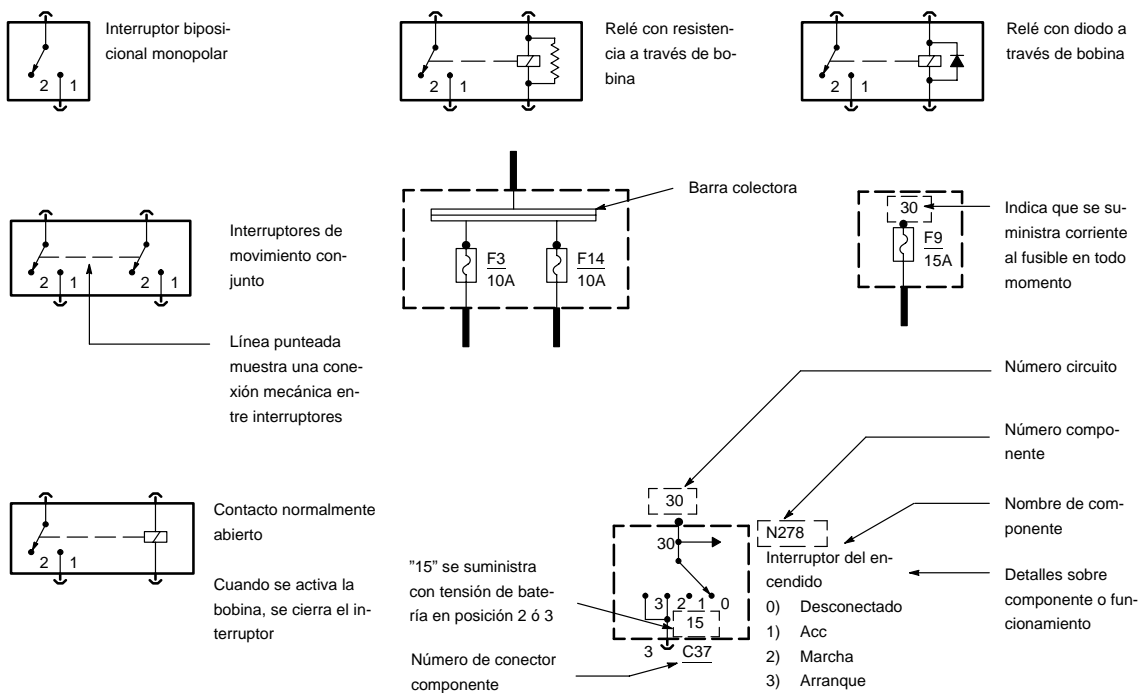 Interruptor biposicional monopolar
2 1
Relé con resisten-
cia a través de bo-
bina
2 1
Relé con diodo a
través de bobina
2 1
Interruptores de
movimiento con-
junto
2 1 2 1
Línea punteada
muestra una cone-
xión mecánica en-
tre interruptores
Barra colectora
F3
10A
F14
10A
30
F9
15A
Indica que se su-
ministra corriente
al fusible en todo
momento
Contacto normalmente
abierto
2 1
Cuando se activa la
bobina, se cierra el in-
terruptor
Número circuito
Número compo-
nente
Nombre de com-
ponente
Detalles sobre
componente o fun-
cionamiento
30
30
N278
Interruptor del en-
cendido
0) Desconectado
1) Acc
2) Marcha
3) Arranque
3 2 1 0
15
3 C37
"15" se suministra
con tensión de bate-
ría en posición 2 ó 3
Número de conector
componente